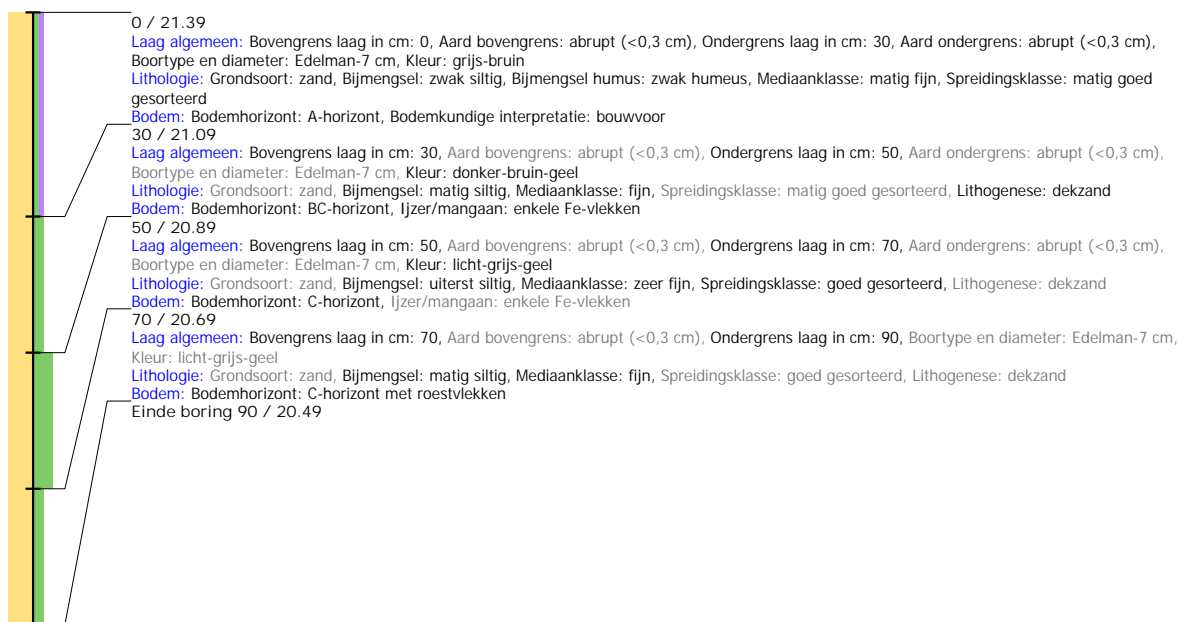 0 / 21.39
Laag algemeen: Bovengrens laag in cm: 0, Aard bovengrens: abrupt (<0,3 cm), Ondergrens laag in cm: 30, Aard ondergrens: abrupt (<0,3 cm),
Boortype en diameter: Edelman-7 cm, Kleur: grijs-bruin
Lithologie: Grondsoort: zand, Bijmengsel: zwak siltig, Bijmengsel humus: zwak humeus, Mediaanklasse: matig fijn, Spreidingsklasse: matig goed
gesorteerd
Bodem: Bodemhorizont: A-horizont, Bodemkundige interpretatie: bouwvoor
30 / 21.09
Laag algemeen: Bovengrens laag in cm: 30, Aard bovengrens: abrupt (<0,3 cm), Ondergrens laag in cm: 50, Aard ondergrens: abrupt (<0,3 cm),
Boortype en diameter: Edelman-7 cm, Kleur: donker-bruin-geel
Lithologie: Grondsoort: zand, Bijmengsel: matig siltig, Mediaanklasse: fijn, Spreidingsklasse: matig goed gesorteerd, Lithogenese: dekzand
Bodem: Bodemhorizont: BC-horizont, Ijzer/mangaan: enkele Fe-vlekken
50 / 20.89
Laag algemeen: Bovengrens laag in cm: 50, Aard bovengrens: abrupt (<0,3 cm), Ondergrens laag in cm: 70, Aard ondergrens: abrupt (<0,3 cm),
Boortype en diameter: Edelman-7 cm, Kleur: licht-grijs-geel
Lithologie: Grondsoort: zand, Bijmengsel: uiterst siltig, Mediaanklasse: zeer fijn, Spreidingsklasse: goed gesorteerd, Lithogenese: dekzand
Bodem: Bodemhorizont: C-horizont, Ijzer/mangaan: enkele Fe-vlekken
70 / 20.69
Laag algemeen: Bovengrens laag in cm: 70, Aard bovengrens: abrupt (<0,3 cm), Ondergrens laag in cm: 90, Boortype en diameter: Edelman-7 cm,
Kleur: licht-grijs-geel
Lithologie: Grondsoort: zand, Bijmengsel: matig siltig, Mediaanklasse: fijn, Spreidingsklasse: goed gesorteerd, Lithogenese: dekzand
Bodem: Bodemhorizont: C-horizont met roestvlekken
Einde boring 90 / 20.49